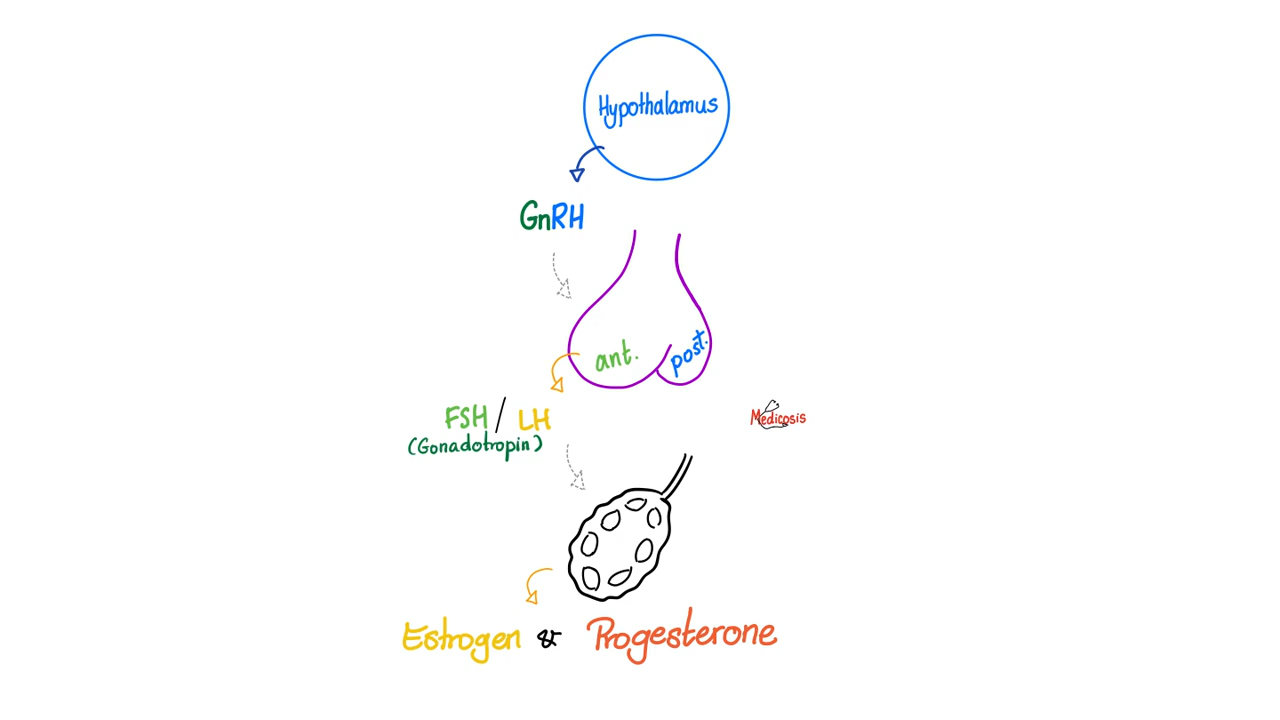 Hypothalamus
GnRH
ant. post.
FSH / LH
(Gonadotropin)
Medicosis
Estrogen & Progesterone